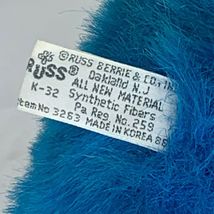 ©RUSS BERRIE & CO., IN
RUSS® Oakland N.J
K-32 ALL NEW MATERIAL
Synthetic Fibers
Pa Reg No. 259
Item No 3263 MADE IN KOREA